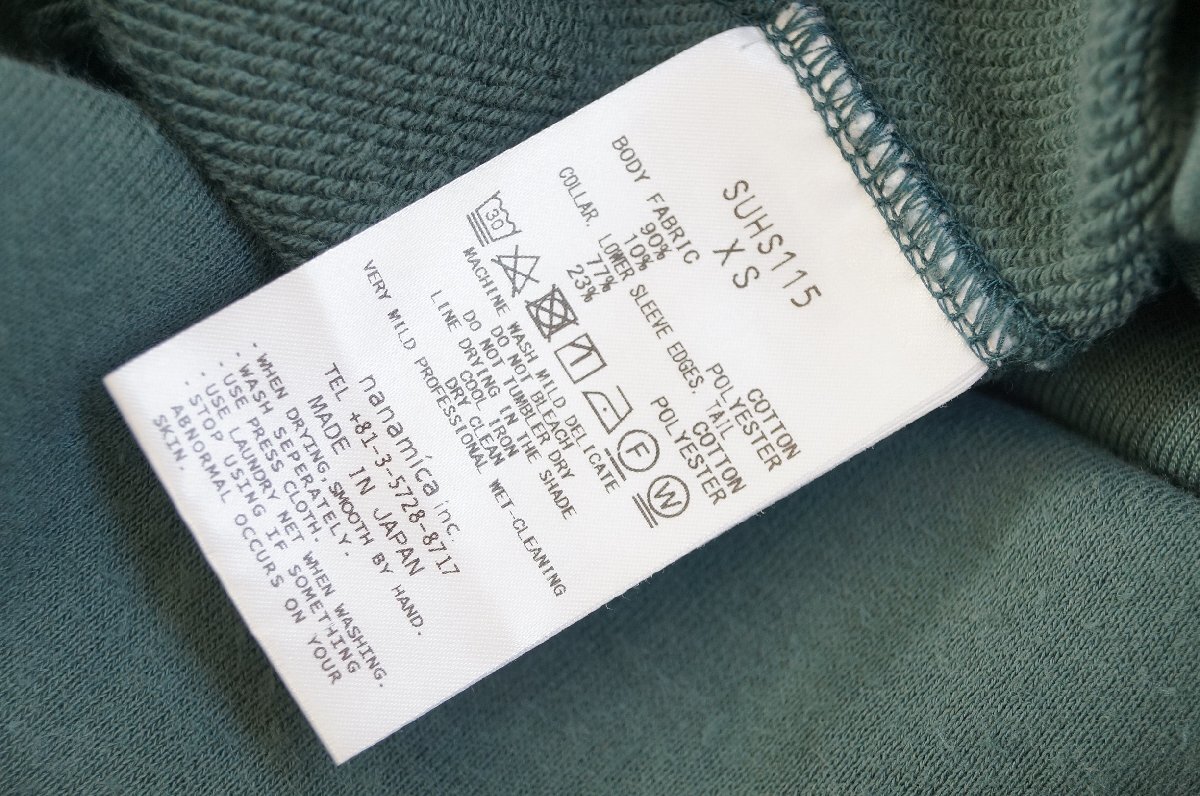 SUHS115
XS
BODY FABRIC
90% COTTON
10% POLYESTER
COLLAR, LOWER SLEEVE EDGES, TAIL
77% COTTON
23% POLYESTER
30 F W
MACHINE WASH MILD DELICATE
DO NOT BLEACH
DO NOT TUMBLER DRY
LINE DRYING IN THE SHADE
COOL IRON
DRY CLEAN
VERY MILD PROFESSIONAL WET-CLEANING
nanamica inc.
TEL +81-3-5728-8717
MADE IN JAPAN
・WHEN DRYING, SMOOTH BY HAND.
・WASH SEPERATELY.
・USE PRESS CLOTH.
・USE LAUNDRY NET WHEN WASHING.
・STOP USING IF SOMETHING
ABNORMAL OCCURS ON YOUR
SKIN.